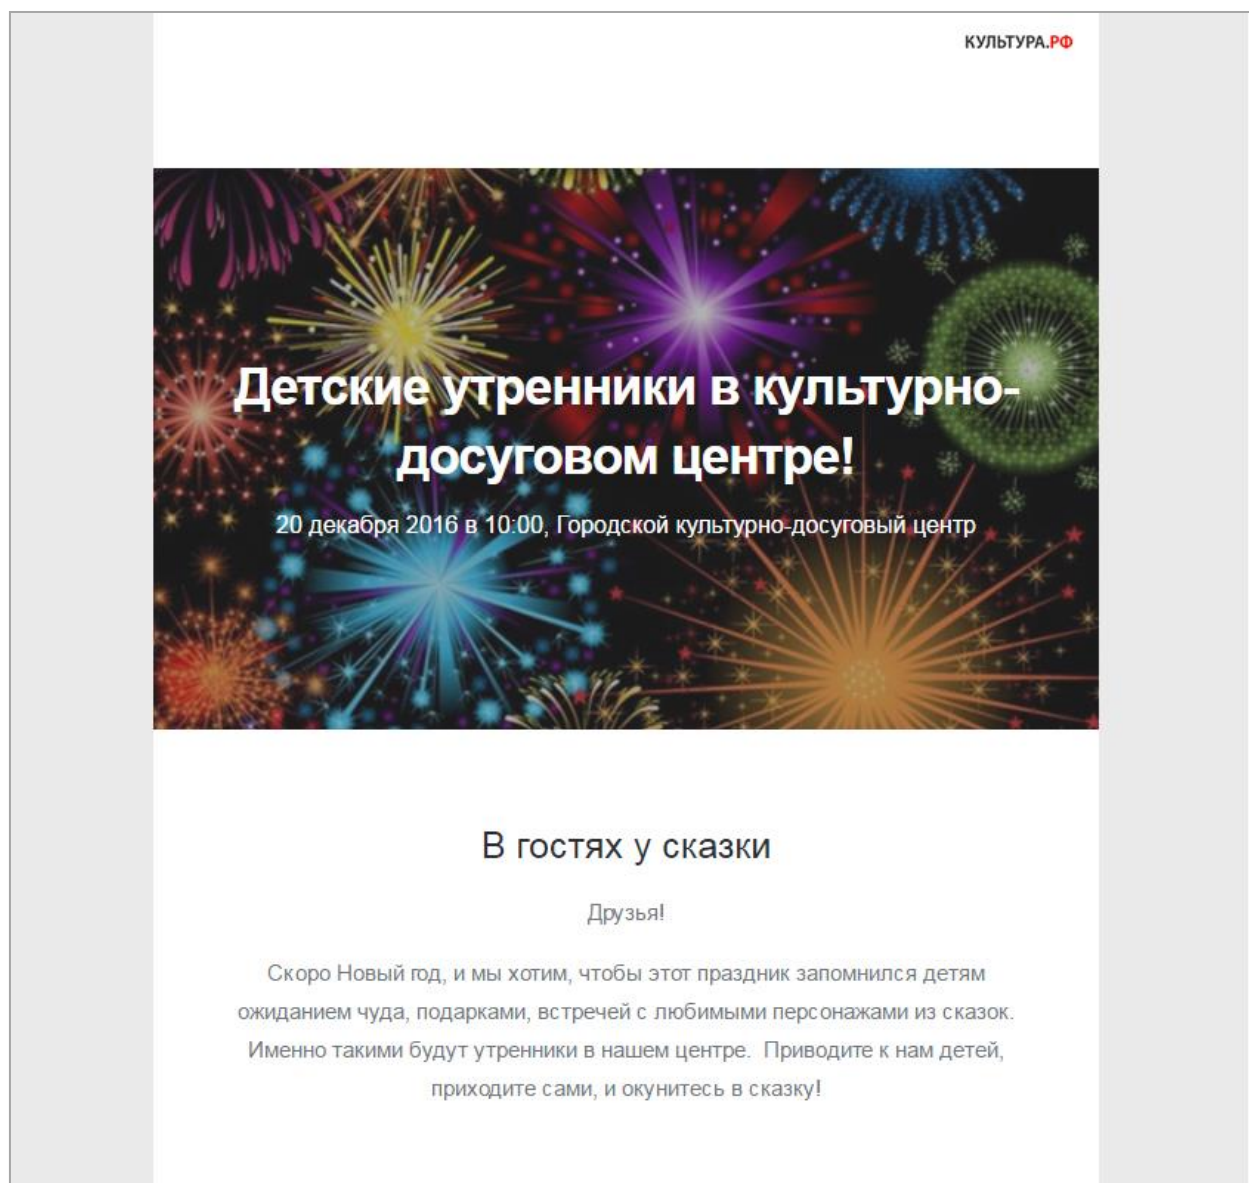 КУЛЬТУРА.РФ
Детские утренники в культурно-
досуговом центре!
20 декабря 2016 в 10:00, Городской культурно-досуговый центр
В гостях у сказки
Друзья!
Скоро Новый год, и мы хотим, чтобы этот праздник запомнился детям
ожиданием чуда, подарками, встречей с любимыми персонажами из сказок.
Именно такими будут утренники в нашем центре.  Приводите к нам детей,
приходите сами, и окунитесь в сказку!